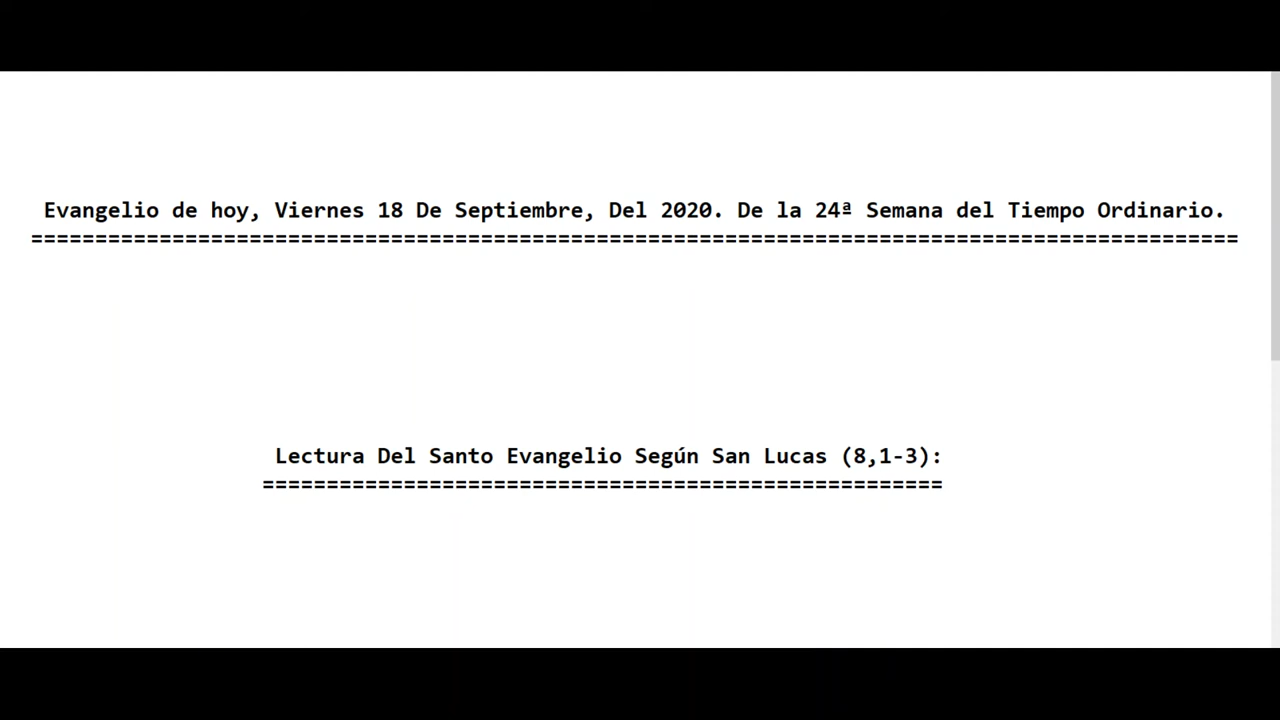 Evangelio de hoy, Viernes 18 De Septiembre, Del 2020. De la 24ª Semana del Tiempo Ordinario.
==============================================================================================
Lectura Del Santo Evangelio Según San Lucas (8,1-3):
=====================================================